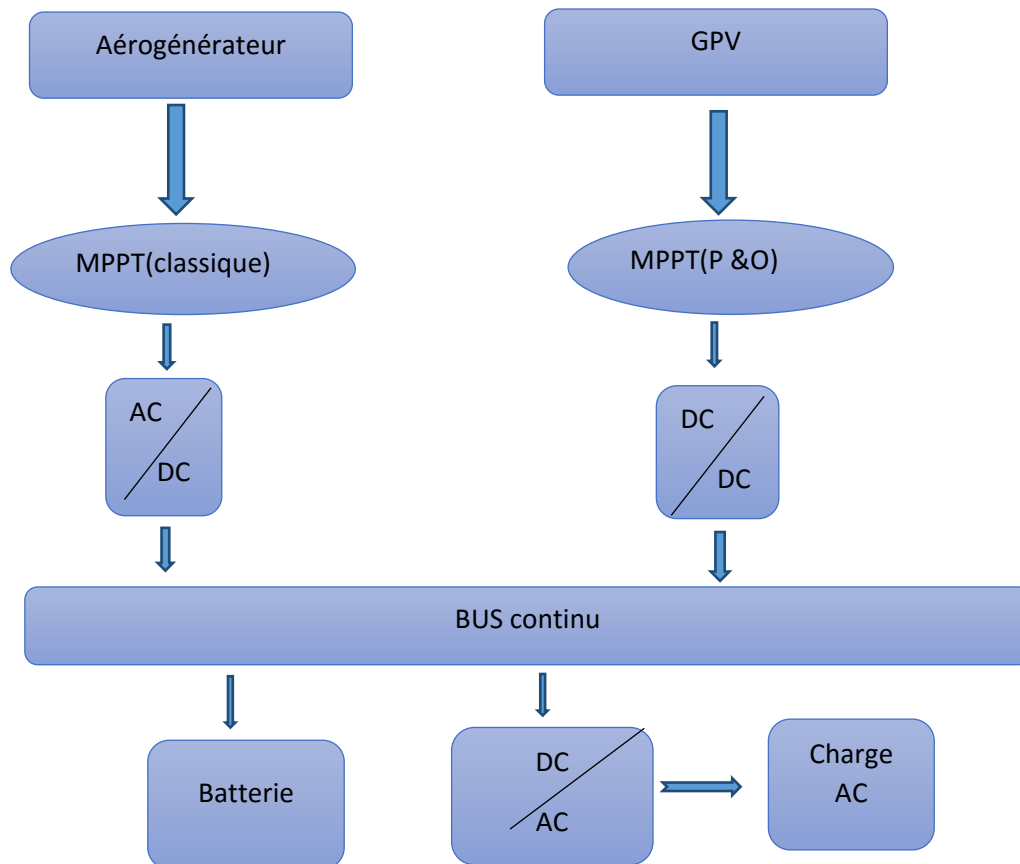 Aérogénérateur
GPV
MPPT(classique)
MPPT(P &O)
AC
DC
DC
DC
BUS continu
Batterie
DC
AC
Charge
AC